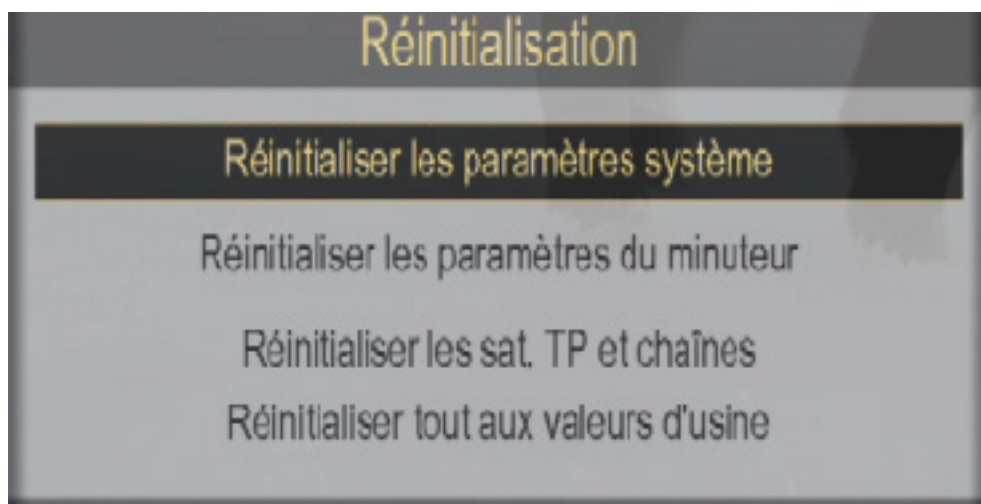 Réinitialisation
Réinitialiser les paramètres système
Réinitialiser les paramètres du minuteur
Réinitialiser les sat. TP et chaînes
Réinitialiser tout aux valeurs d'usine